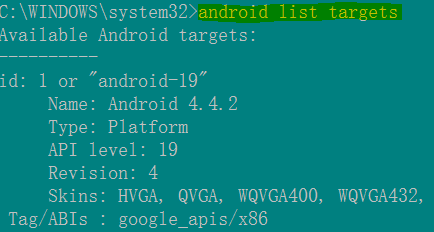 C:\WINDOWS\system32>android list targets
Available Android targets:
----------
id: 1 or "android-19"
Name: Android 4.4.2
Type: Platform
API level: 19
Revision: 4
Skins: HVGA, QVGA, WQVGA400, WQVGA432,
Tag/ABIs : google_apis/x86